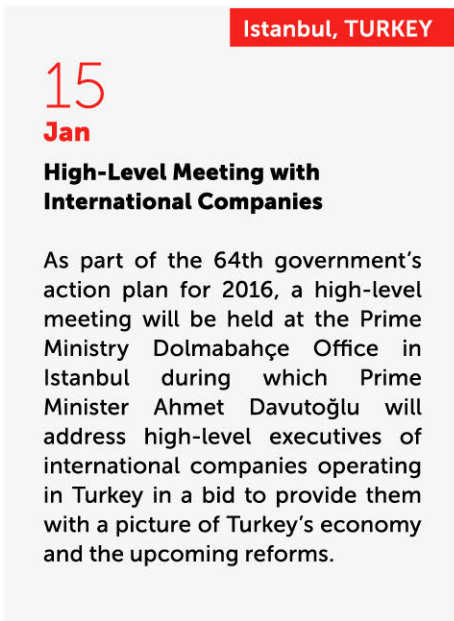 Istanbul, TURKEY
15
Jan
High-Level Meeting with
International Companies
As part of the 64th government’s
action plan for 2016, a high-level
meeting will be held at the Prime
Ministry Dolmabahçe Office in
Istanbul during which Prime
Minister Ahmet Davutoğlu will
address high-level executives of
international companies operating
in Turkey in a bid to provide them
with a picture of Turkey’s economy
and the upcoming reforms.